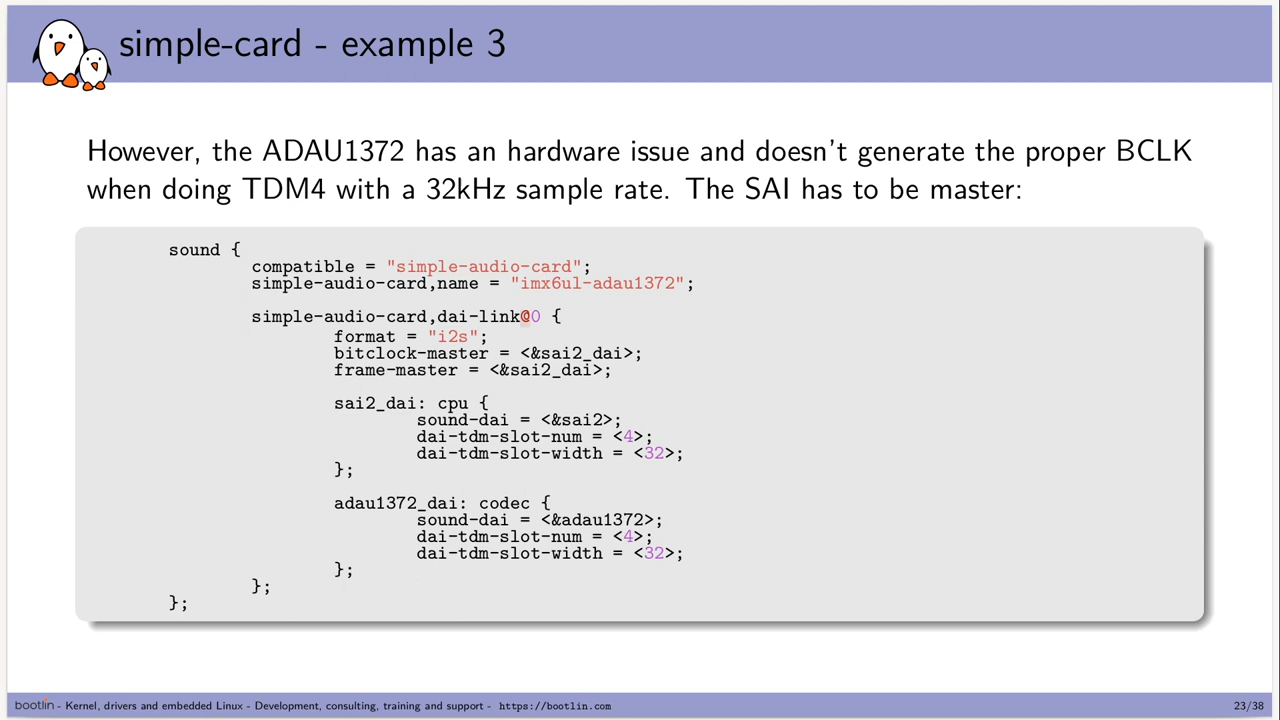 simple-card - example 3
However, the ADAU1372 has an hardware issue and doesn't generate the proper BCLK
when doing TDM4 with a 32kHz sample rate. The SAI has to be master:
sound {
compatible = "simple-audio-card";
simple-audio-card,name = "imx6ul-adau1372";
simple-audio-card,dai-link@0 {
format = "i2s";
bitclock-master = <&sai2_dai>;
frame-master = <&sai2_dai>;
sai2_dai: cpu {
sound-dai = <&sai2>;
dai-tdm-slot-num = <4>;
dai-tdm-slot-width = <32>;
};
adau1372_dai: codec {
sound-dai = <&adau1372>;
dai-tdm-slot-num = <4>;
dai-tdm-slot-width = <32>;
};
};
};
bootlin - Kernel, drivers and embedded Linux - Development, consulting, training and support - https://bootlin.com 23/38